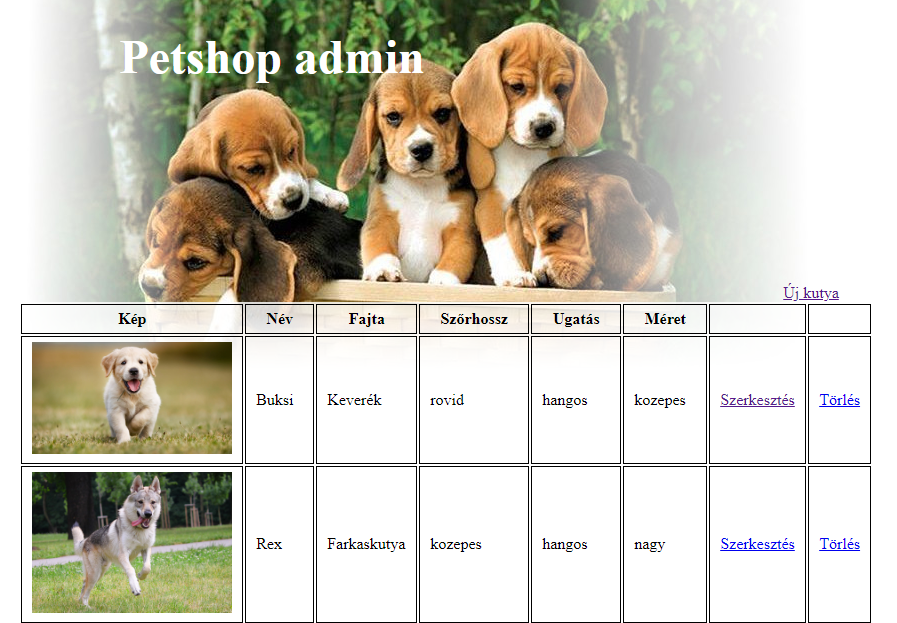 Petshop admin
Új kutya
Kép Név Fajta Szőrhossz Ugatás Méret
Buksi Keverék rovid hangos kozepes Szerkesztés Törlés
Rex Farkaskutya kozepes hangos nagy Szerkesztés Törlés